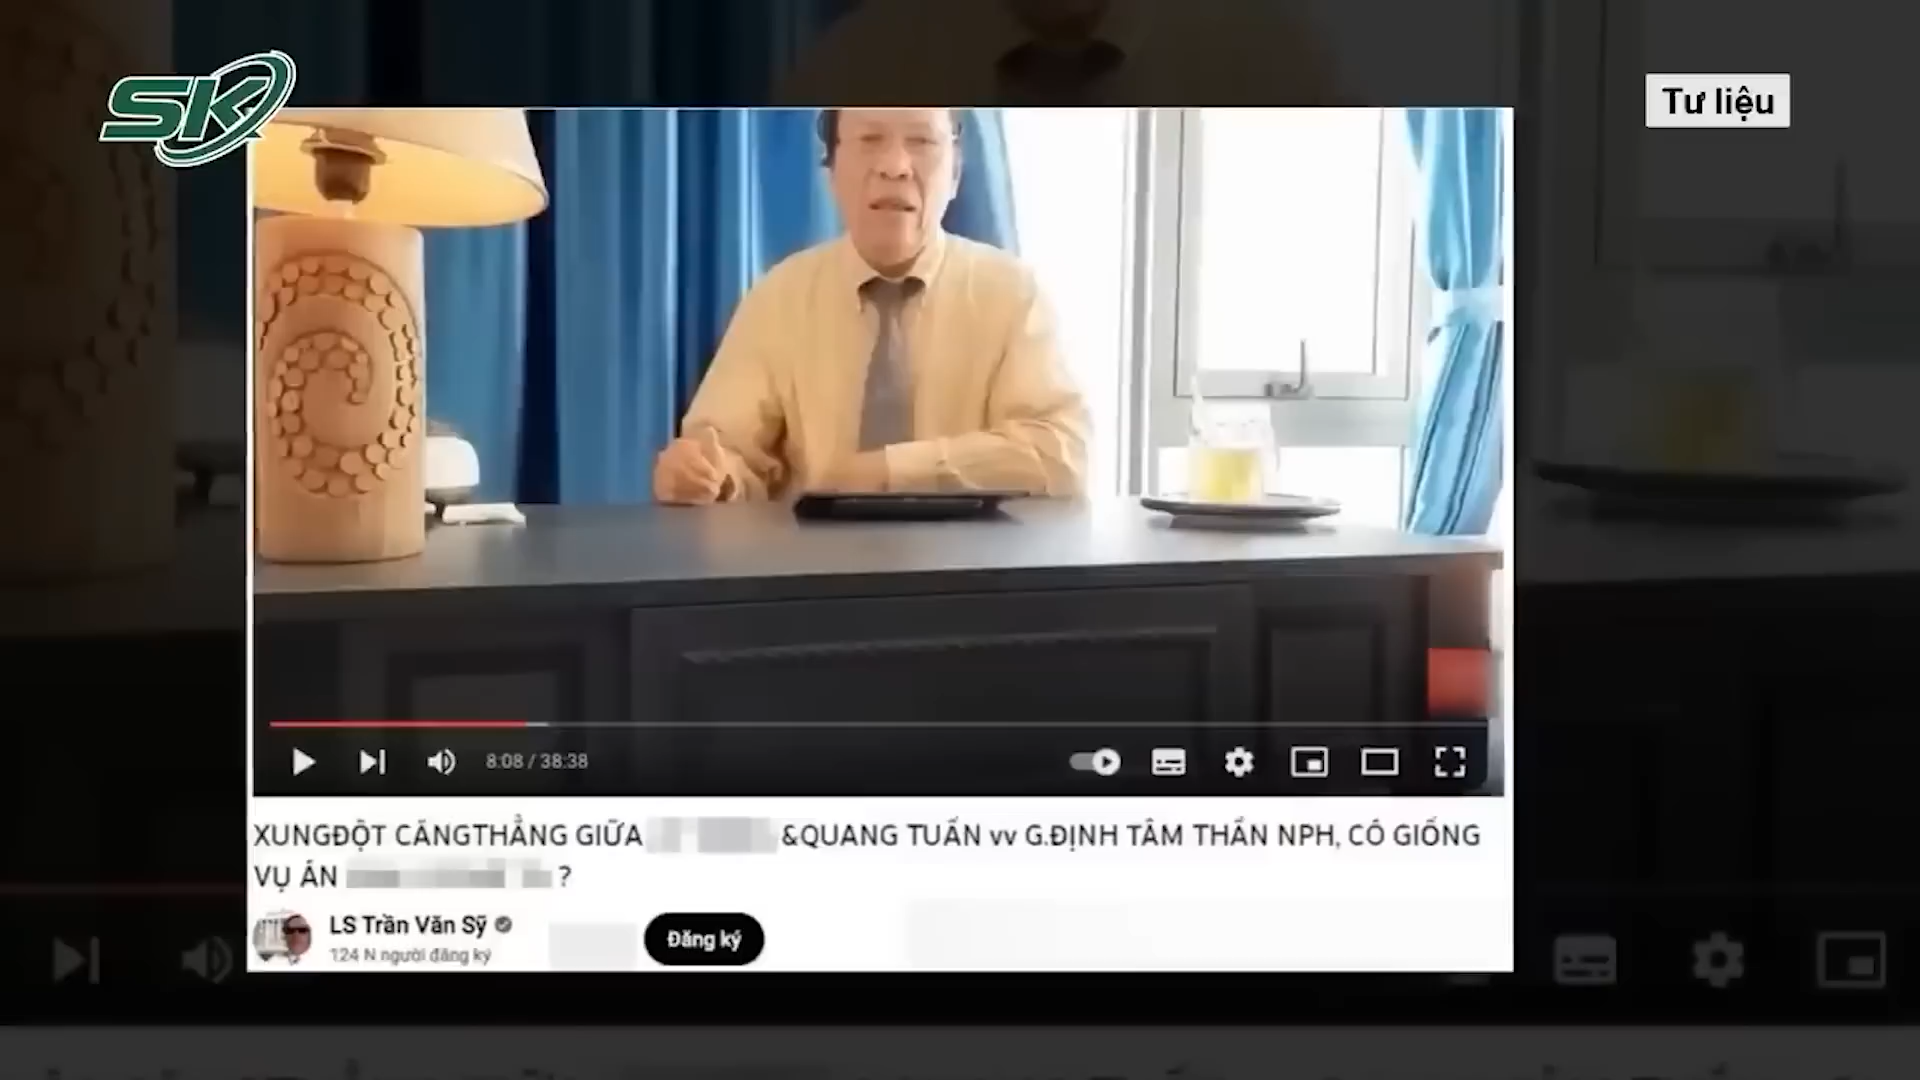 SK
Tư liệu
8:08 / 38:38
XUNGĐỘT CĂNGTHẲNG GIỮA &QUANG TUẤN vv G.ĐỊNH TÂM THẦN NPH, CÓ GIỐNG
VỤ ÁN ?
LS Trần Văn Sỹ
124 N người đăng ký
Đăng ký